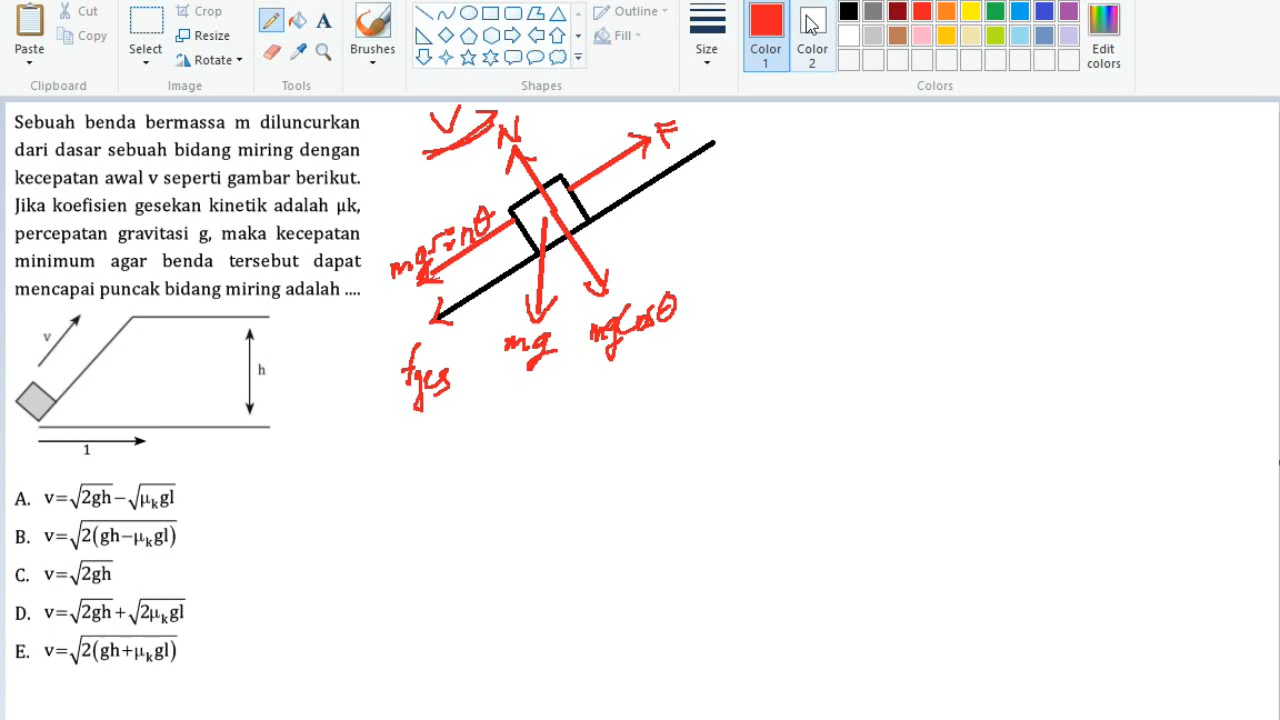 Paste
Cut
Copy
Clipboard
Select
Crop
Resize
Rotate
Image
A
Tools
Brushes
Shapes
Outline
Fill
Size
Color 1
Color 2
Edit colors
Colors
Sebuah benda bermassa m diluncurkan
dari dasar sebuah bidang miring dengan
kecepatan awal v seperti gambar berikut.
Jika koefisien gesekan kinetik adalah μk,
percepatan gravitasi g, maka kecepatan
minimum agar benda tersebut dapat
mencapai puncak bidang miring adalah ....
v
h
l
A. v=√2gh−√μₖgl
B. v=√2(gh−μₖgl)
C. v=√2gh
D. v=√2gh+√2μₖgl
E. v=√2(gh+μₖgl)
V
N
F
mg sin θ
mg
mg cos θ
fges